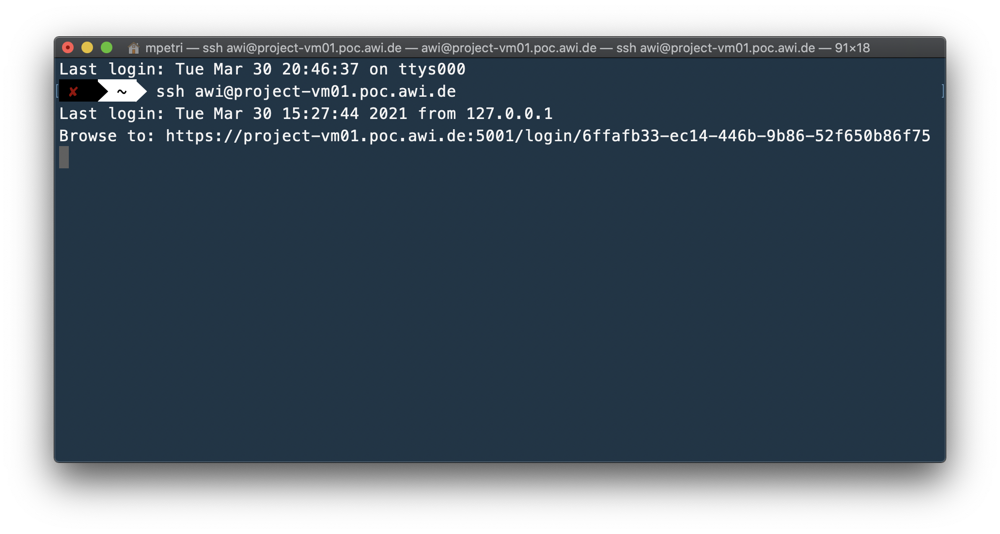 mpetri — ssh awi@project-vm01.poc.awi.de — awi@project-vm01.poc.awi.de — ssh awi@project-vm01.poc.awi.de — 91×18
Last login: Tue Mar 30 20:46:37 on ttys000
[ ✘ ~ ssh awi@project-vm01.poc.awi.de ]
Last login: Tue Mar 30 15:27:44 2021 from 127.0.0.1
Browse to: https://project-vm01.poc.awi.de:5001/login/6ffafb33-ec14-446b-9b86-52f650b86f75